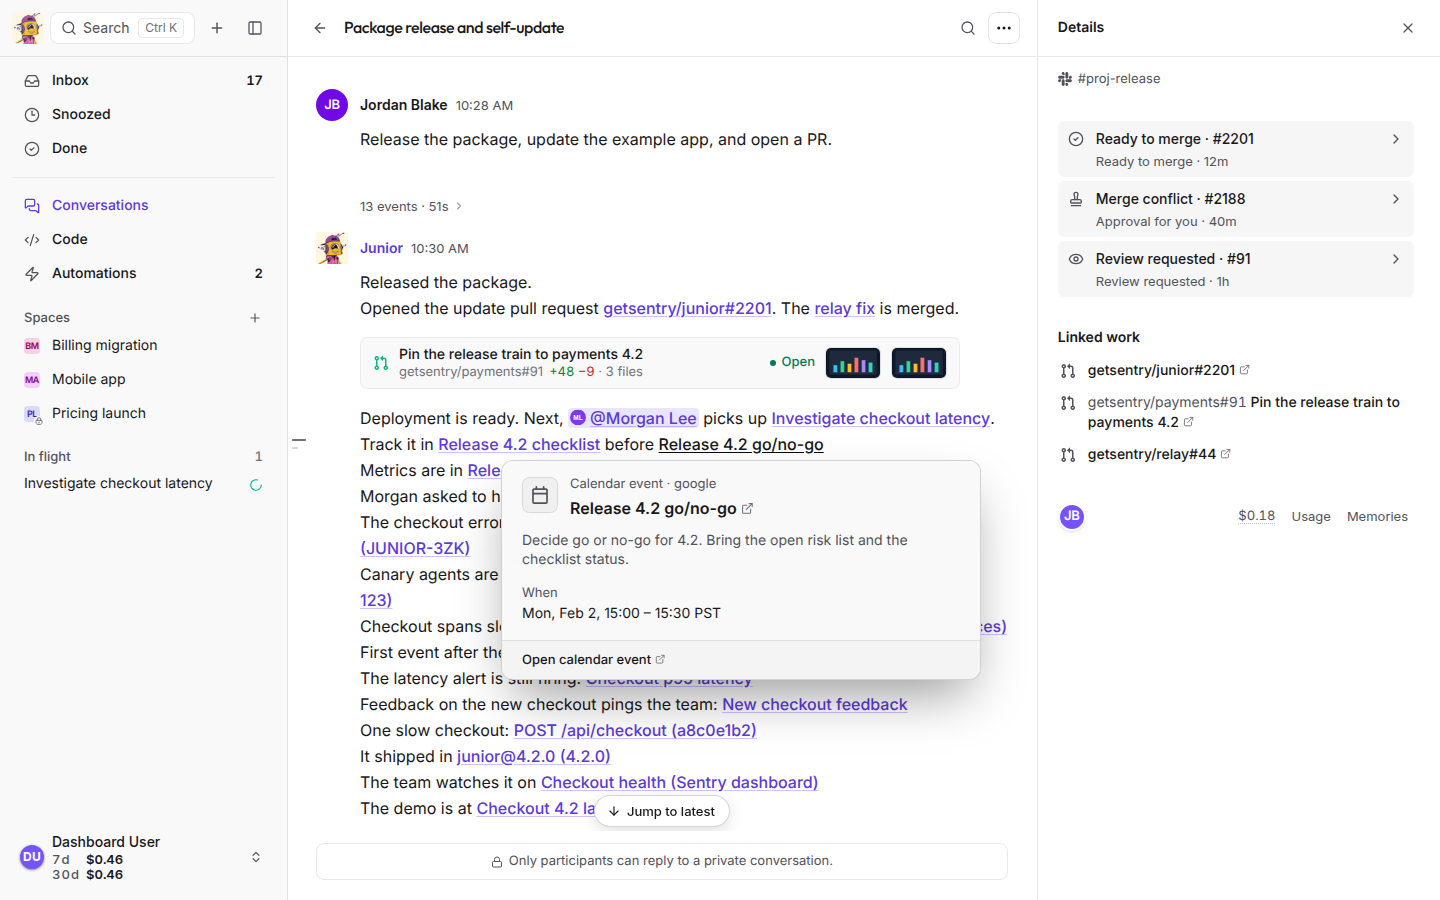 Search Ctrl K
Inbox 17
Snoozed
Done
Conversations
Code
Automations 2
Spaces
BM Billing migration
MA Mobile app
PL Pricing launch
In flight 1
Investigate checkout latency
DU Dashboard User
7d $0.46
30d $0.46
Package release and self-update
JB Jordan Blake 10:28 AM
Release the package, update the example app, and open a PR.
13 events · 51s
Junior 10:30 AM
Released the package.
Opened the update pull request getsentry/junior#2201. The relay fix is merged.
Pin the release train to payments 4.2
getsentry/payments#91 +48 −9 · 3 files
Open
Deployment is ready. Next, ML @Morgan Lee picks up Investigate checkout latency.
Track it in Release 4.2 checklist before Release 4.2 go/no-go
Metrics are in Rele
Morgan asked to h
The checkout error
(JUNIOR-3ZK)
Canary agents are
123)
Checkout spans slo ces)
First event after the
The latency alert is still firing: Checkout p95 latency
Feedback on the new checkout pings the team: New checkout feedback
One slow checkout: POST /api/checkout (a8c0e1b2)
It shipped in junior@4.2.0 (4.2.0)
The team watches it on Checkout health (Sentry dashboard)
The demo is at Checkout 4.2 la
Calendar event · google
Release 4.2 go/no-go
Decide go or no-go for 4.2. Bring the open risk list and the
checklist status.
When
Mon, Feb 2, 15:00 – 15:30 PST
Open calendar event
Jump to latest
Only participants can reply to a private conversation.
Details
#proj-release
Ready to merge · #2201
Ready to merge · 12m
Merge conflict · #2188
Approval for you · 40m
Review requested · #91
Review requested · 1h
Linked work
getsentry/junior#2201
getsentry/payments#91 Pin the release train to
payments 4.2
getsentry/relay#44
JB $0.18 Usage Memories